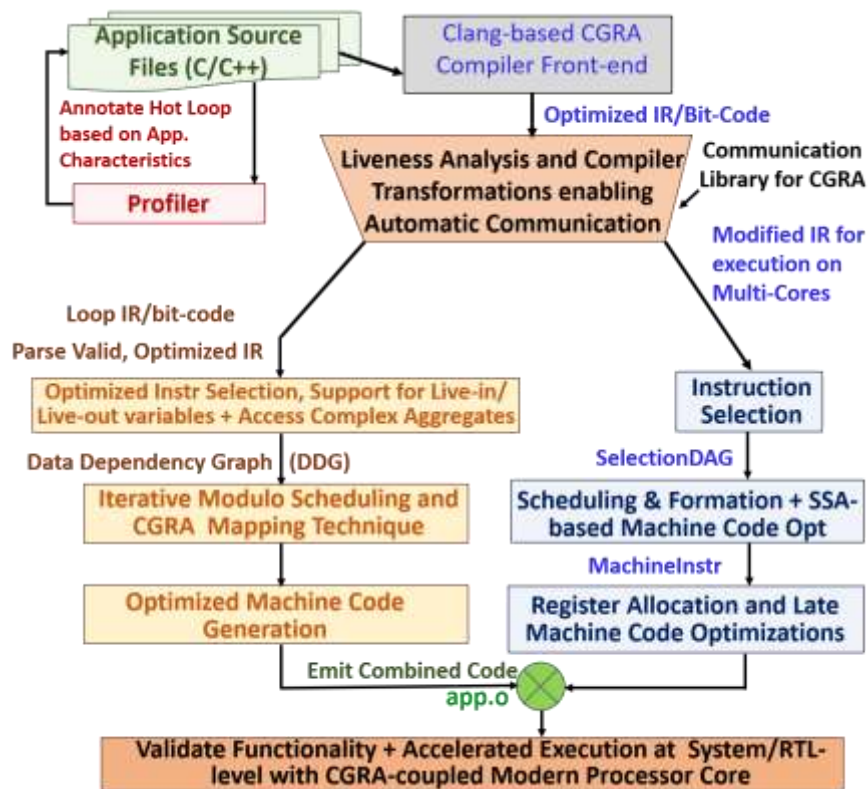 Application Source
Files (C/C++)
Clang-based CGRA
Compiler Front-end
Annotate Hot Loop
based on App.
Characteristics
Profiler
Optimized IR/Bit-Code
Liveness Analysis and Compiler
Transformations enabling
Automatic Communication
Communication
Library for CGRA
Modified IR for
execution on
Multi-Cores
Loop IR/bit-code
Parse Valid, Optimized IR
Optimized Instr Selection, Support for Live-in/
Live-out variables + Access Complex Aggregates
Instruction
Selection
Data Dependency Graph (DDG)
SelectionDAG
Iterative Modulo Scheduling and
CGRA Mapping Technique
Scheduling & Formation + SSA-
based Machine Code Opt
MachineInstr
Optimized Machine Code
Generation
Register Allocation and Late
Machine Code Optimizations
Emit Combined Code
app.o
Validate Functionality + Accelerated Execution at System/RTL-
level with CGRA-coupled Modern Processor Core